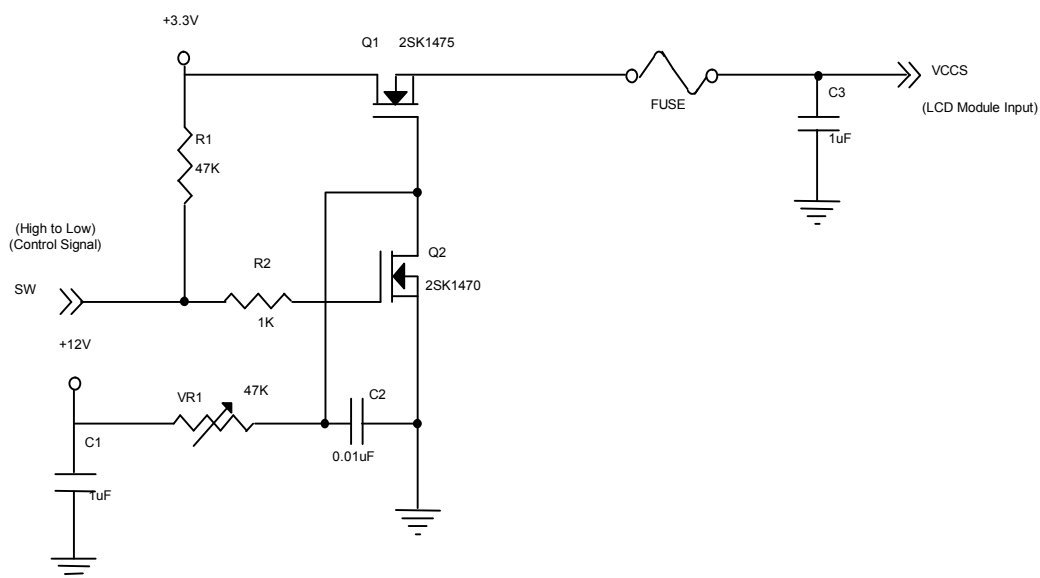 +3.3V
Q1 2SK1475
VCCS
FUSE
C3
(LCD Module Input)
R1
1uF
47K
(High to Low)
(Control Signal)
Q2
R2
SW
2SK1470
1K
+12V
VR1
47K
C2
C1
0.01uF
1uF